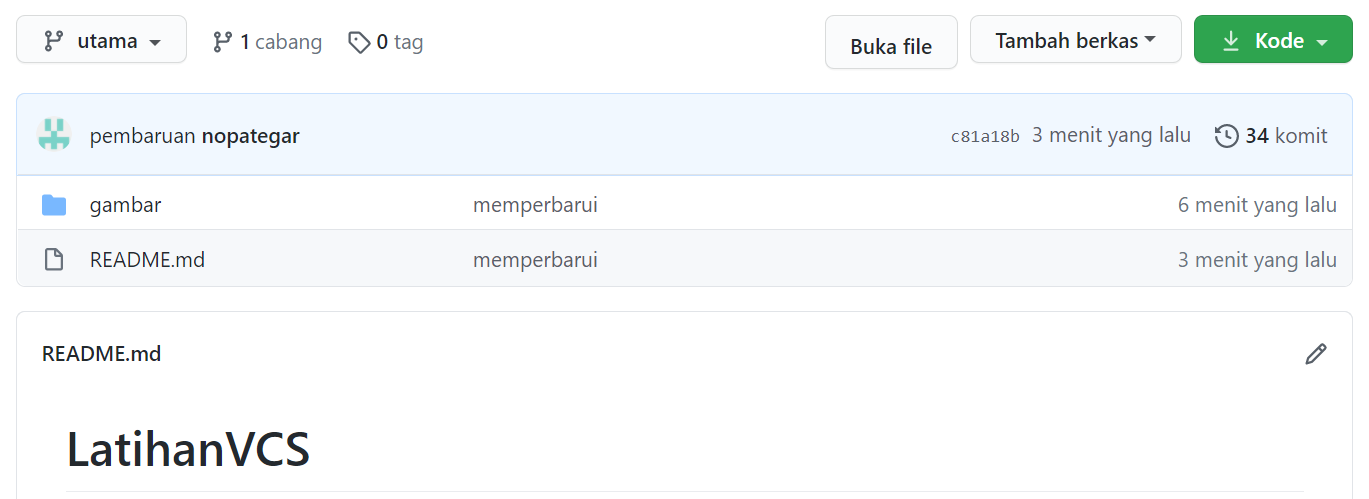 utama 1 cabang 0 tag Buka file Tambah berkas Kode
pembaruan nopategar c81a18b 3 menit yang lalu 34 komit
gambar memperbarui 6 menit yang lalu
README.md memperbarui 3 menit yang lalu
README.md
LatihanVCS